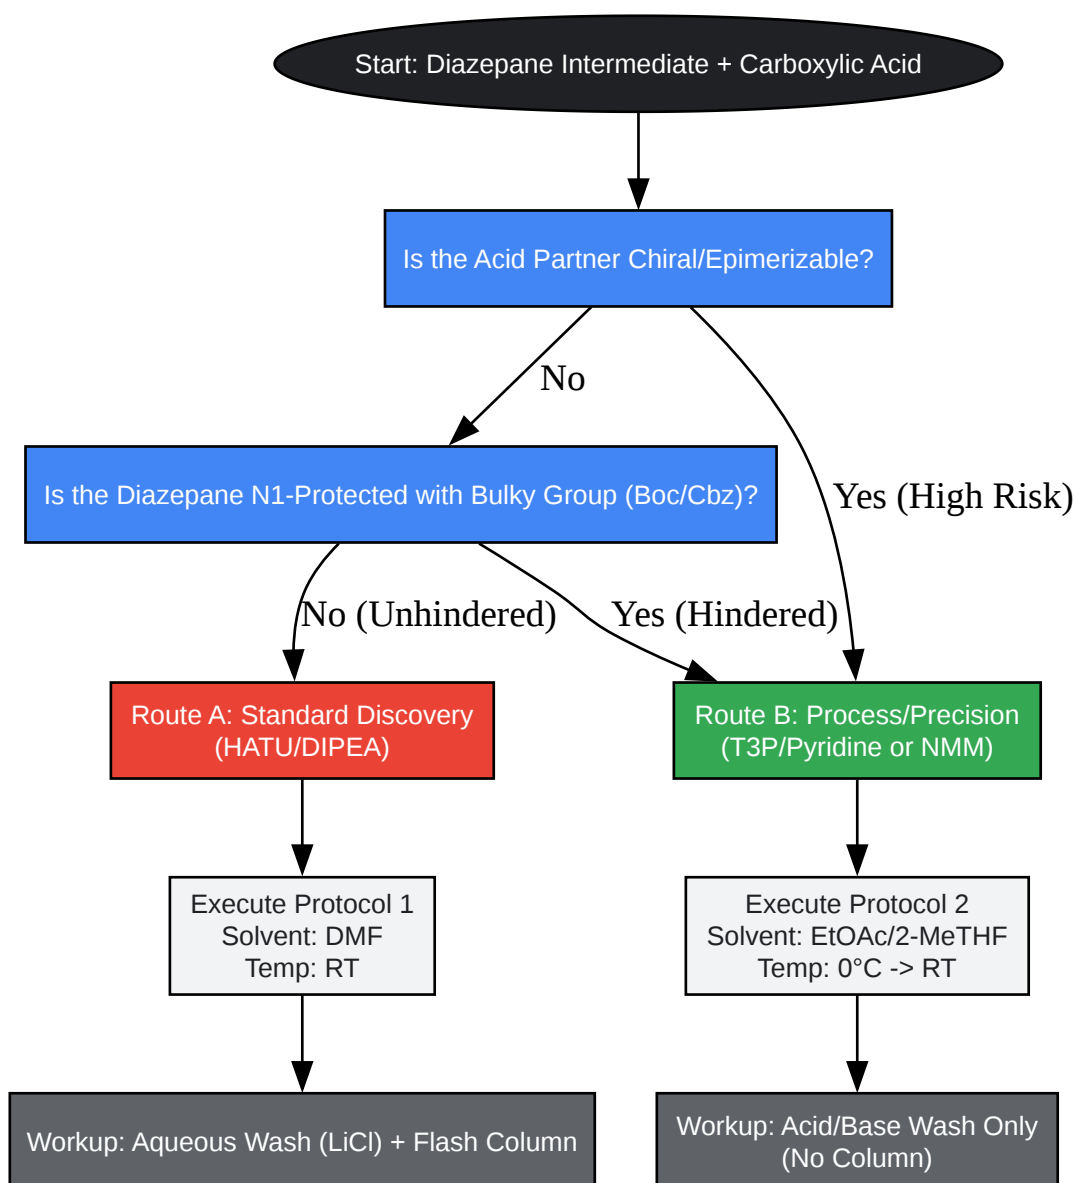 Start: Diazepane Intermediate + Carboxylic Acid
Is the Acid Partner Chiral/Epimerizable?
No
Yes (High Risk)
Is the Diazepane N1-Protected with Bulky Group (Boc/Cbz)?
No (Unhindered)
Yes (Hindered)
Route A: Standard Discovery
(HATU/DIPEA)
Route B: Process/Precision
(T3P/Pyridine or NMM)
Execute Protocol 1
Solvent: DMF
Temp: RT
Execute Protocol 2
Solvent: EtOAc/2-MeTHF
Temp: 0°C -> RT
Workup: Aqueous Wash (LiCl) + Flash Column
Workup: Acid/Base Wash Only
(No Column)